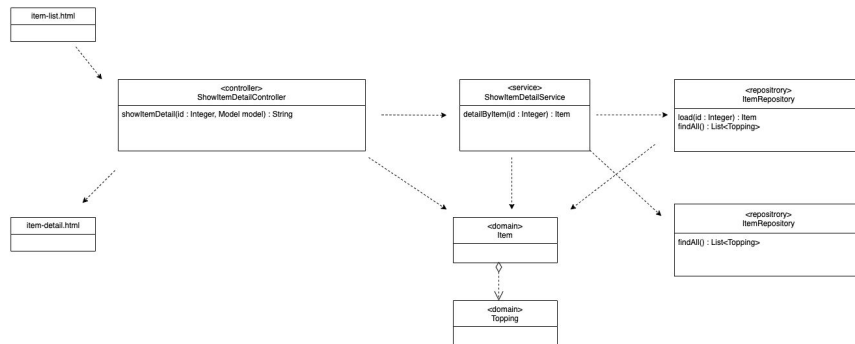 item-list.html
<controller>
ShowItemDetailController
showItemDetail(id : Integer, Model model) : String
<service>
ShowItemDetailService
detailByItem(id : Integer) : Item
<repositrory>
ItemRepository
load(id : Integer) : Item
findAll() : List<Topping>
item-detail.html
<domain>
Item
<repositrory>
ItemRepository
findAll() : List<Topping>
<domain>
Topping